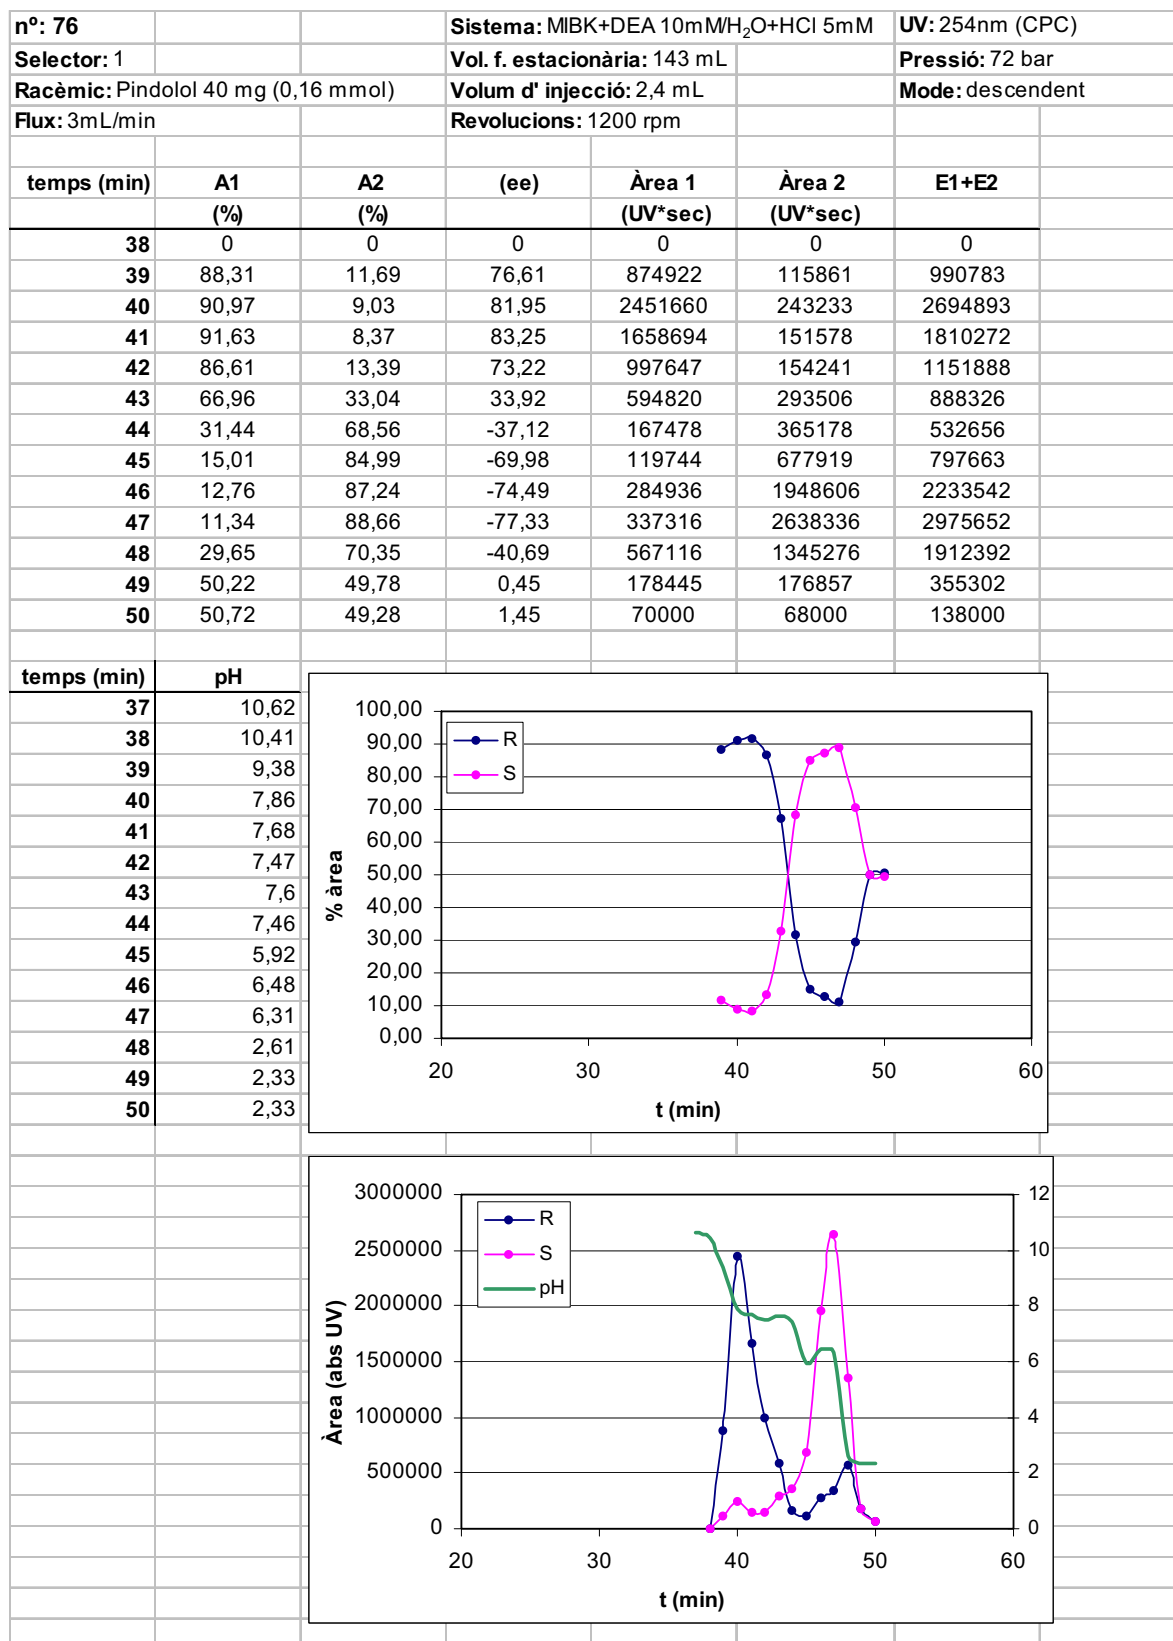 nº: 76 Sistema: MIBK+DEA 10mM/H₂O+HCl 5mM UV: 254nm (CPC)
Selector: 1 Vol. f. estacionària: 143 mL Pressió: 72 bar
Racèmic: Pindolol 40 mg (0,16 mmol) Volum d' injecció: 2,4 mL Mode: descendent
Flux: 3mL/min Revolucions: 1200 rpm
temps (min) A1 A2 (ee) Àrea 1 Àrea 2 E1+E2
(%) (%) (UV*sec) (UV*sec)
38 0 0 0 0 0 0
39 88,31 11,69 76,61 874922 115861 990783
40 90,97 9,03 81,95 2451660 243233 2694893
41 91,63 8,37 83,25 1658694 151578 1810272
42 86,61 13,39 73,22 997647 154241 1151888
43 66,96 33,04 33,92 594820 293506 888326
44 31,44 68,56 -37,12 167478 365178 532656
45 15,01 84,99 -69,98 119744 677919 797663
46 12,76 87,24 -74,49 284936 1948606 2233542
47 11,34 88,66 -77,33 337316 2638336 2975652
48 29,65 70,35 -40,69 567116 1345276 1912392
49 50,22 49,78 0,45 178445 176857 355302
50 50,72 49,28 1,45 70000 68000 138000
temps (min) pH
37 10,62
38 10,41
39 9,38
40 7,86
41 7,68
42 7,47
43 7,6
44 7,46
45 5,92
46 6,48
47 6,31
48 2,61
49 2,33
50 2,33
100,00
90,00
80,00
70,00
60,00
50,00
40,00
30,00
20,00
10,00
0,00
% àrea
R
S
20 30 40 50 60
t (min)
3000000
2500000
2000000
1500000
1000000
500000
0
Àrea (abs UV)
R
S
pH
12
10
8
6
4
2
0
20 30 40 50 60
t (min)